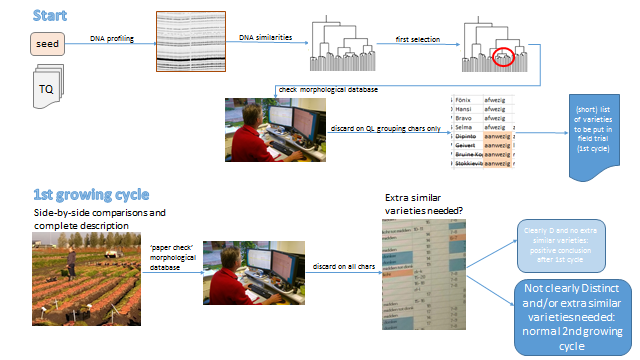 Start
seed
DNA profiling
DNA similarities
first selection
TQ
check morphological database
discard on QL grouping chars only
Fönix afwezig
Hansi afwezig
Bravo afwezig
Selma afwezig
Dipinto aanwezig
Geivert aanwezig
Bruine Ko aanwezig
Stokkievit aanwezig
(short) list
of varieties
to be put in
field trial
(1st cycle)
1st growing cycle
Side-by-side comparisons and
complete description
'paper check'
morphological
database
discard on all chars
Extra similar
varieties needed?
Clearly D and no extra
similar varieties:
positive conclusion
after 1st cycle
Not clearly Distinct
and/or extra similar
varieties needed:
normal 2nd growing
cycle